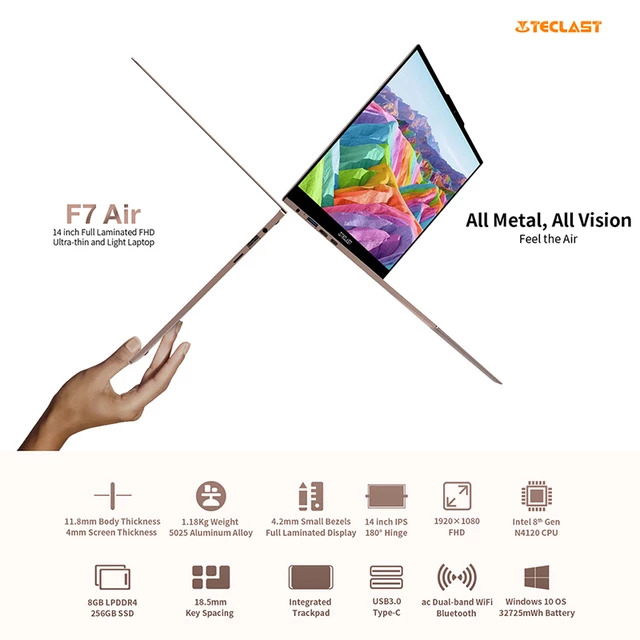 TECLAST
F7 Air
14 inch Full Laminated FHD
Ultra-thin and Light Laptop
All Metal, All Vision
Feel the Air
TECLAST
11.8mm Body Thickness
4mm Screen Thickness
1.18Kg Weight
5025 Aluminum Alloy
4.2mm Small Bezels
Full Laminated Display
14 inch IPS
180° Hinge
1920×1080
FHD
Intel 8th Gen
N4120 CPU
8GB LPDDR4
256GB SSD
18.5mm
Key Spacing
Integrated
Trackpad
USB3.0
Type-C
ac Dual-band WiFi
Bluetooth
Windows 10 OS
32725mWh Battery